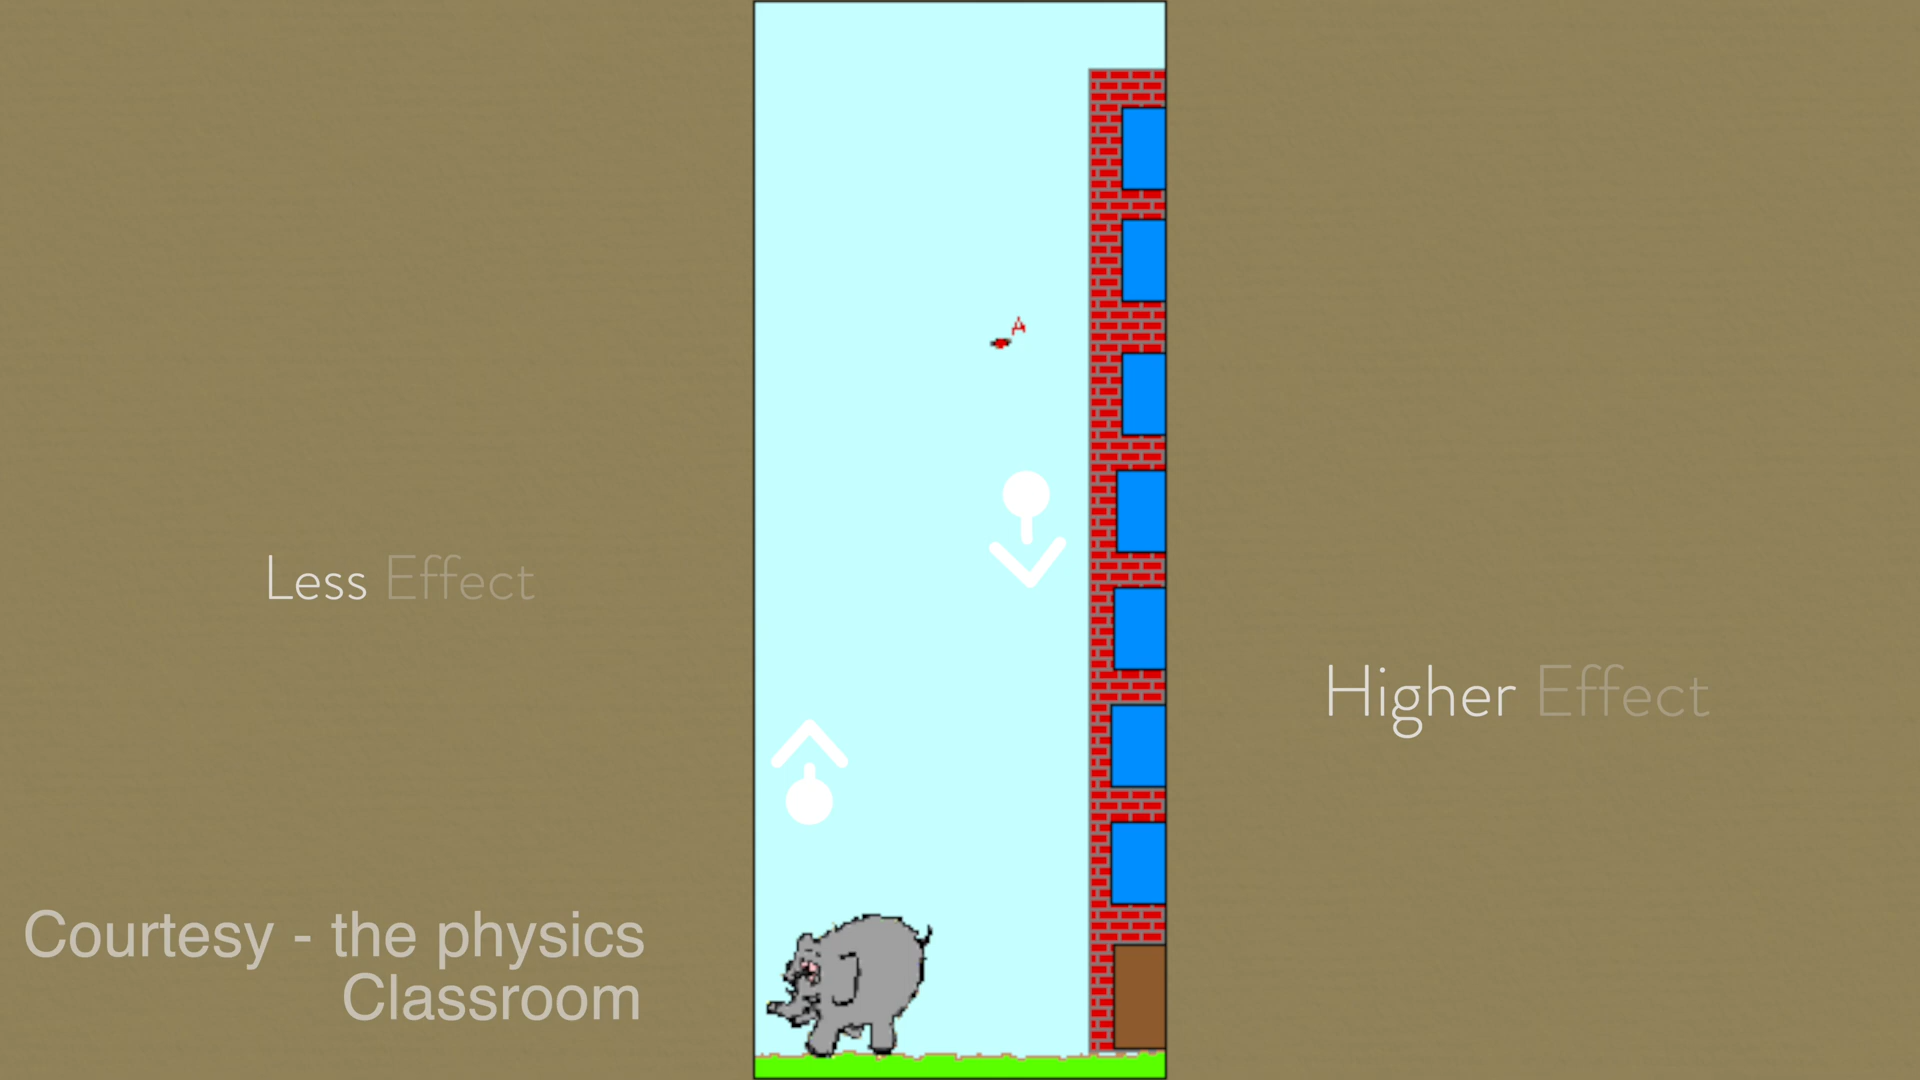 A
Less Effect
Higher Effect
Courtesy - the physics
Classroom